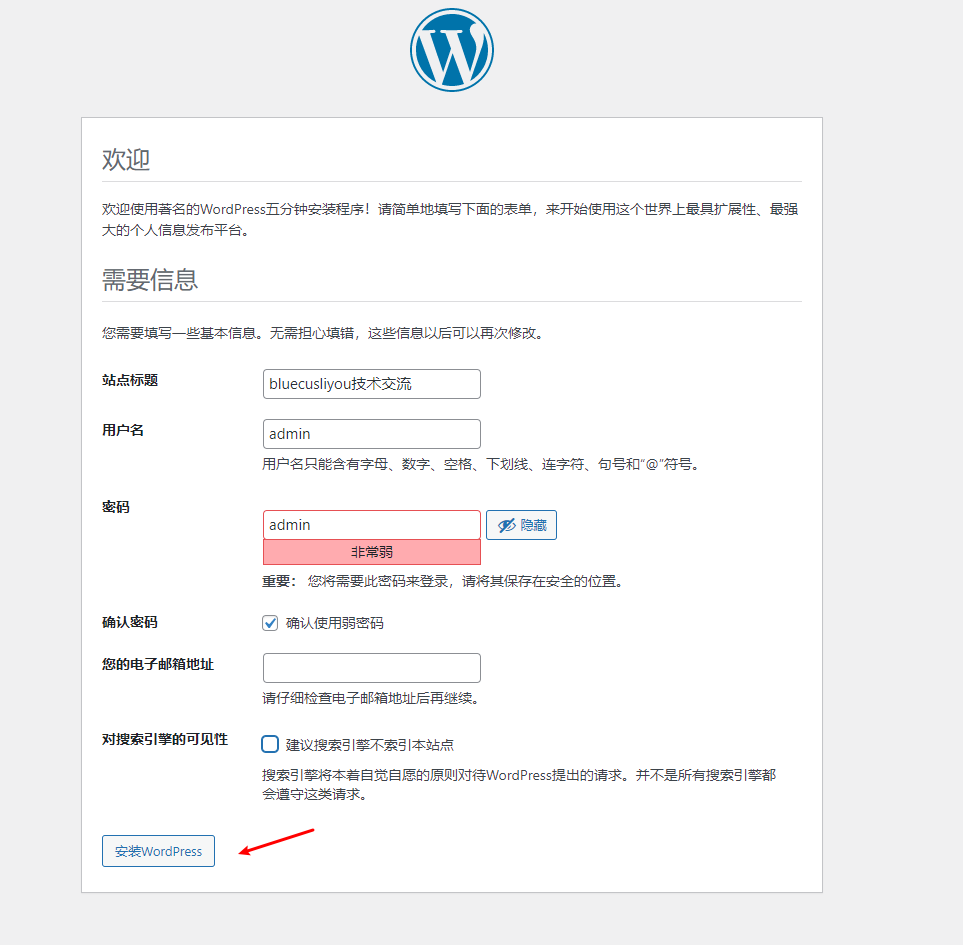 欢迎
欢迎使用著名的WordPress五分钟安装程序！请简单地填写下面的表单，来开始使用这个世界上最具扩展性、最强
大的个人信息发布平台。
需要信息
您需要填写一些基本信息。无需担心填错，这些信息以后可以再次修改。
站点标题
bluecusliyou技术交流
用户名
admin
用户名只能含有字母、数字、空格、下划线、连字符、句号和“@”符号。
密码
admin
隐藏
非常弱
重要： 您将需要此密码来登录，请将其保存在安全的位置。
确认密码
确认使用弱密码
您的电子邮箱地址
请仔细检查电子邮箱地址后再继续。
对搜索引擎的可见性
建议搜索引擎不索引本站点
搜索引擎将本着自觉自愿的原则对待WordPress提出的请求。并不是所有搜索引擎都
会遵守这类请求。
安装WordPress